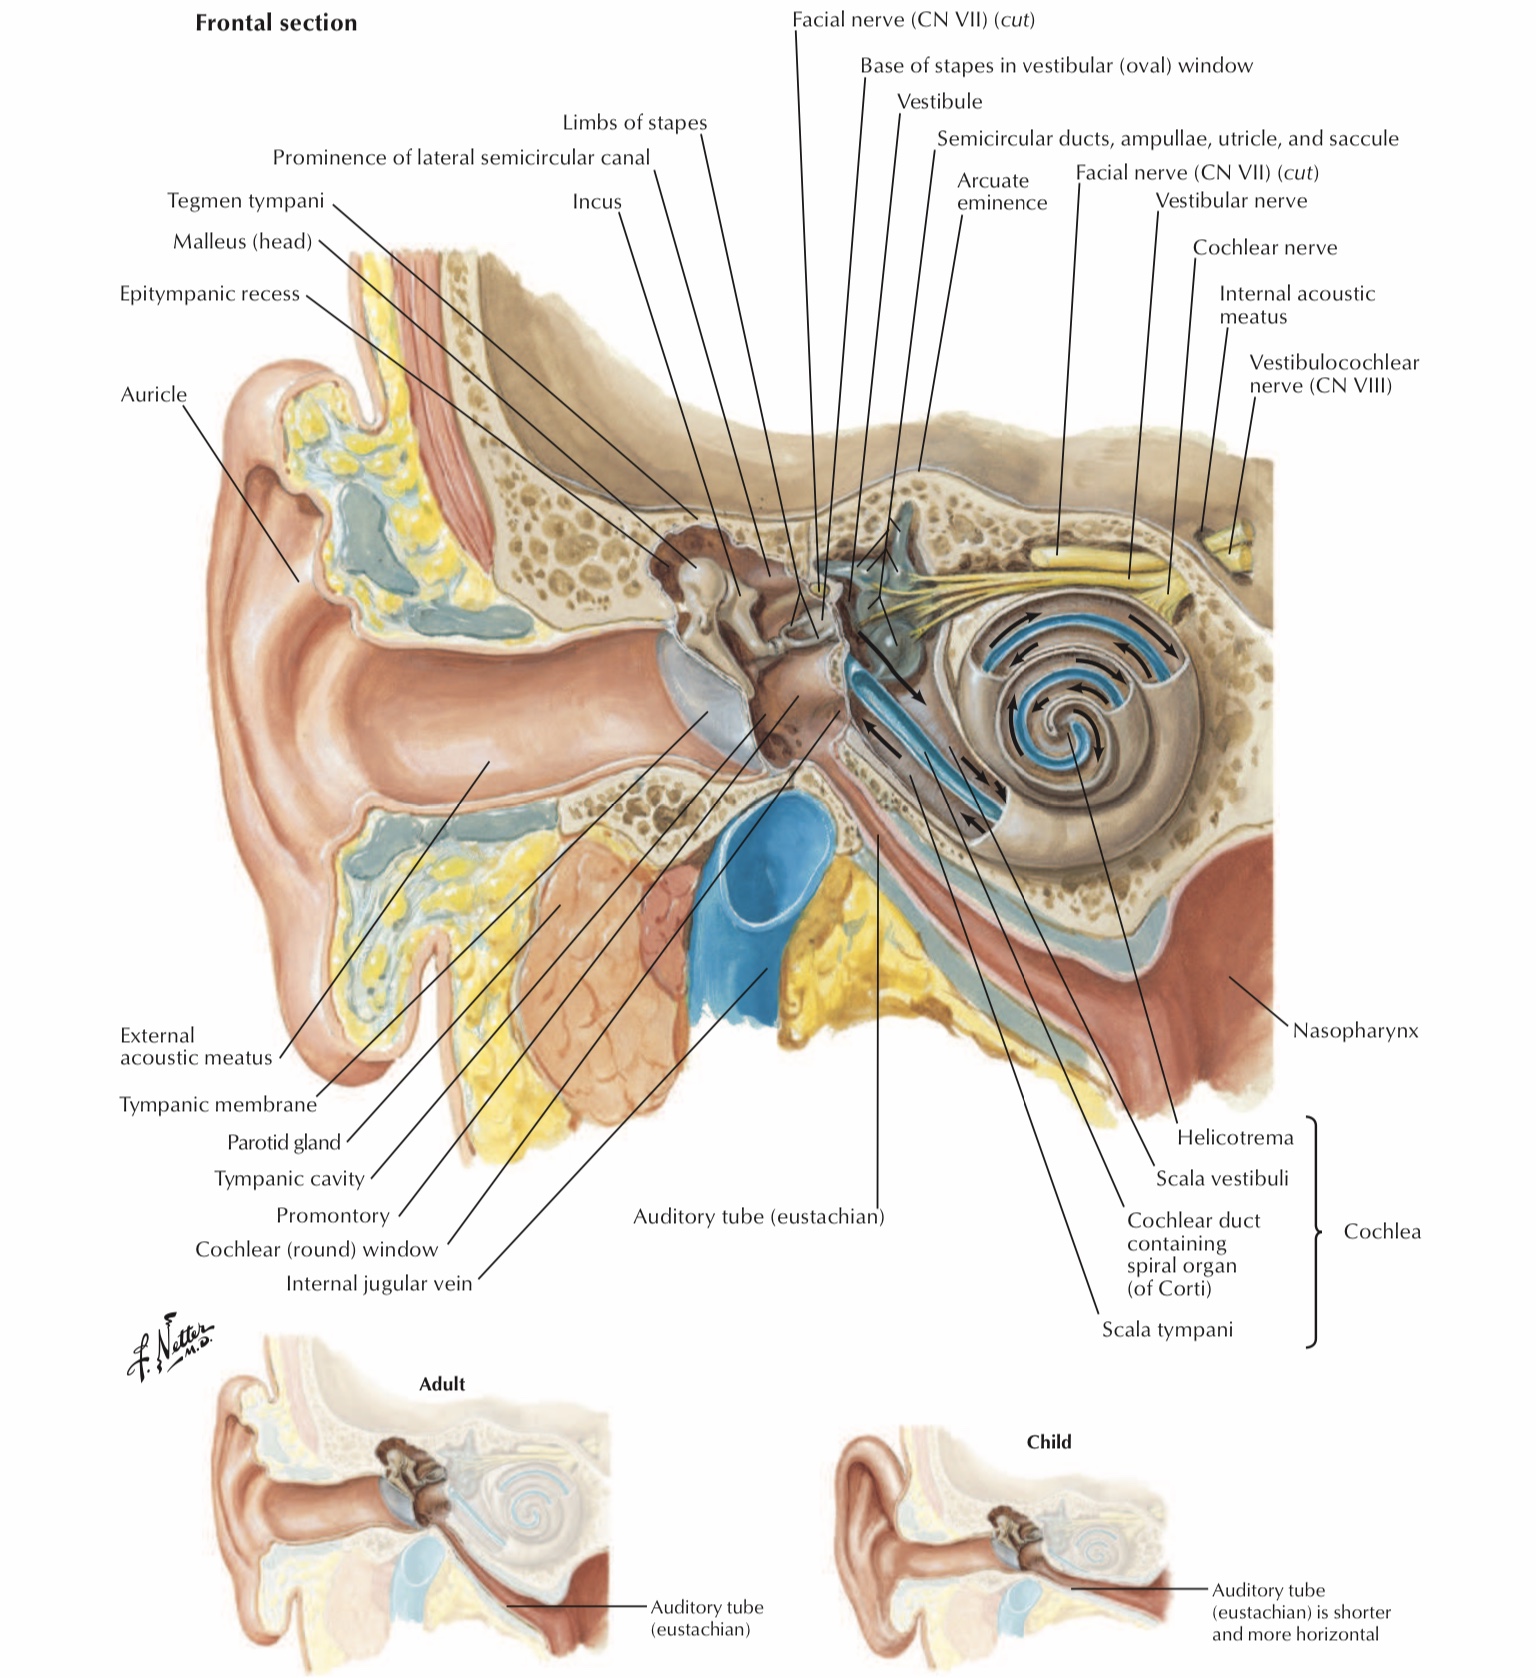 Frontal section
Facial nerve (CN VII) (cut)
Base of stapes in vestibular (oval) window
Vestibule
Limbs of stapes
Semicircular ducts, ampullae, utricle, and saccule
Prominence of lateral semicircular canal
Facial nerve (CN VII) (cut)
Arcuate
eminence
Tegmen tympani
Incus
Vestibular nerve
Malleus (head)
Cochlear nerve
Epitympanic recess
Internal acoustic
meatus
Vestibulocochlear
nerve (CN VIII)
Auricle
External
acoustic meatus
Nasopharynx
Tympanic membrane
Parotid gland
Helicotrema
Tympanic cavity
Scala vestibuli
Promontory
Auditory tube (eustachian)
Cochlear duct
containing
spiral organ
(of Corti)
Cochlea
Cochlear (round) window
Internal jugular vein
Scala tympani
F. Netter
M.D.
Adult
Child
Auditory tube
(eustachian)
Auditory tube
(eustachian) is shorter
and more horizontal